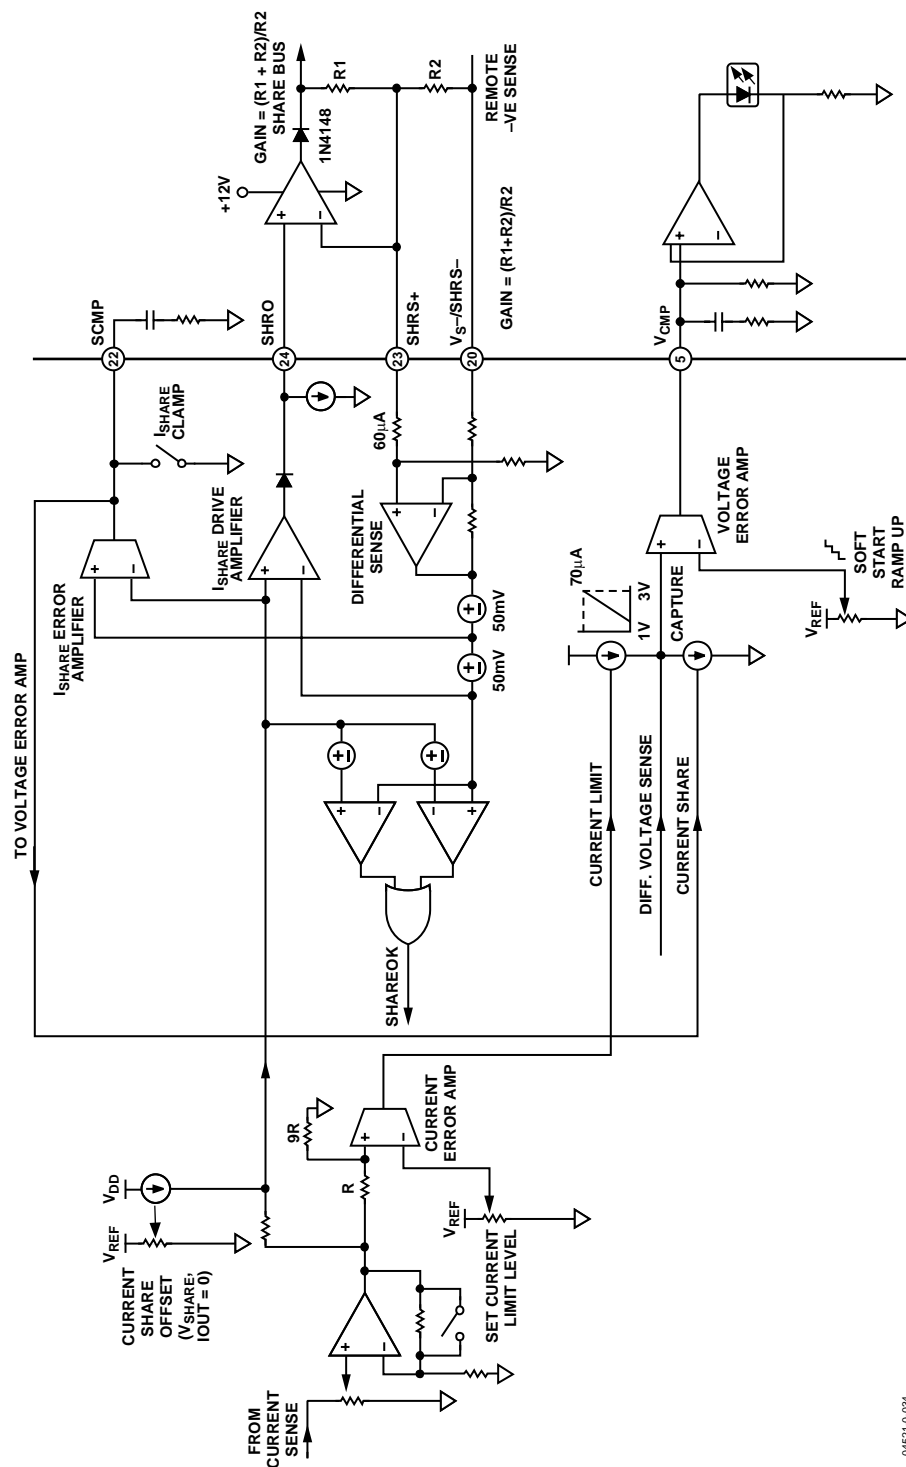 FROM
CURRENT
SENSE
CURRENT
SHARE
OFFSET
(VSHARE,
IOUT = 0)
VREF
VDD
+
–
R
9R
+
–
CURRENT
ERROR AMP
VREF
SET CURRENT
LIMIT LEVEL
TO VOLTAGE ERROR AMP
SHAREOK
+
–
–
+
+–
+–
ISHARE ERROR
AMPLIFIER
+
–
ISHARE
CLAMP
ISHARE DRIVE
AMPLIFIER
+
–
DIFFERENTIAL
SENSE
+
–
+–
50mV
+–
50mV
60µA
SCMP
22
SHRO
24
SHRS+
23
VS–/SHRS–
20
+12V
+
–
1N4148
GAIN = (R1 + R2)/R2
SHARE BUS
R1
R2
REMOTE
–VE SENSE
GAIN = (R1+R2)/R2
CURRENT LIMIT
DIFF. VOLTAGE SENSE
CURRENT SHARE
70µA
1V 3V
CAPTURE
+
–
VOLTAGE
ERROR AMP
VREF
SOFT
START
RAMP UP
VCMP
5
+
–
04521-0-031